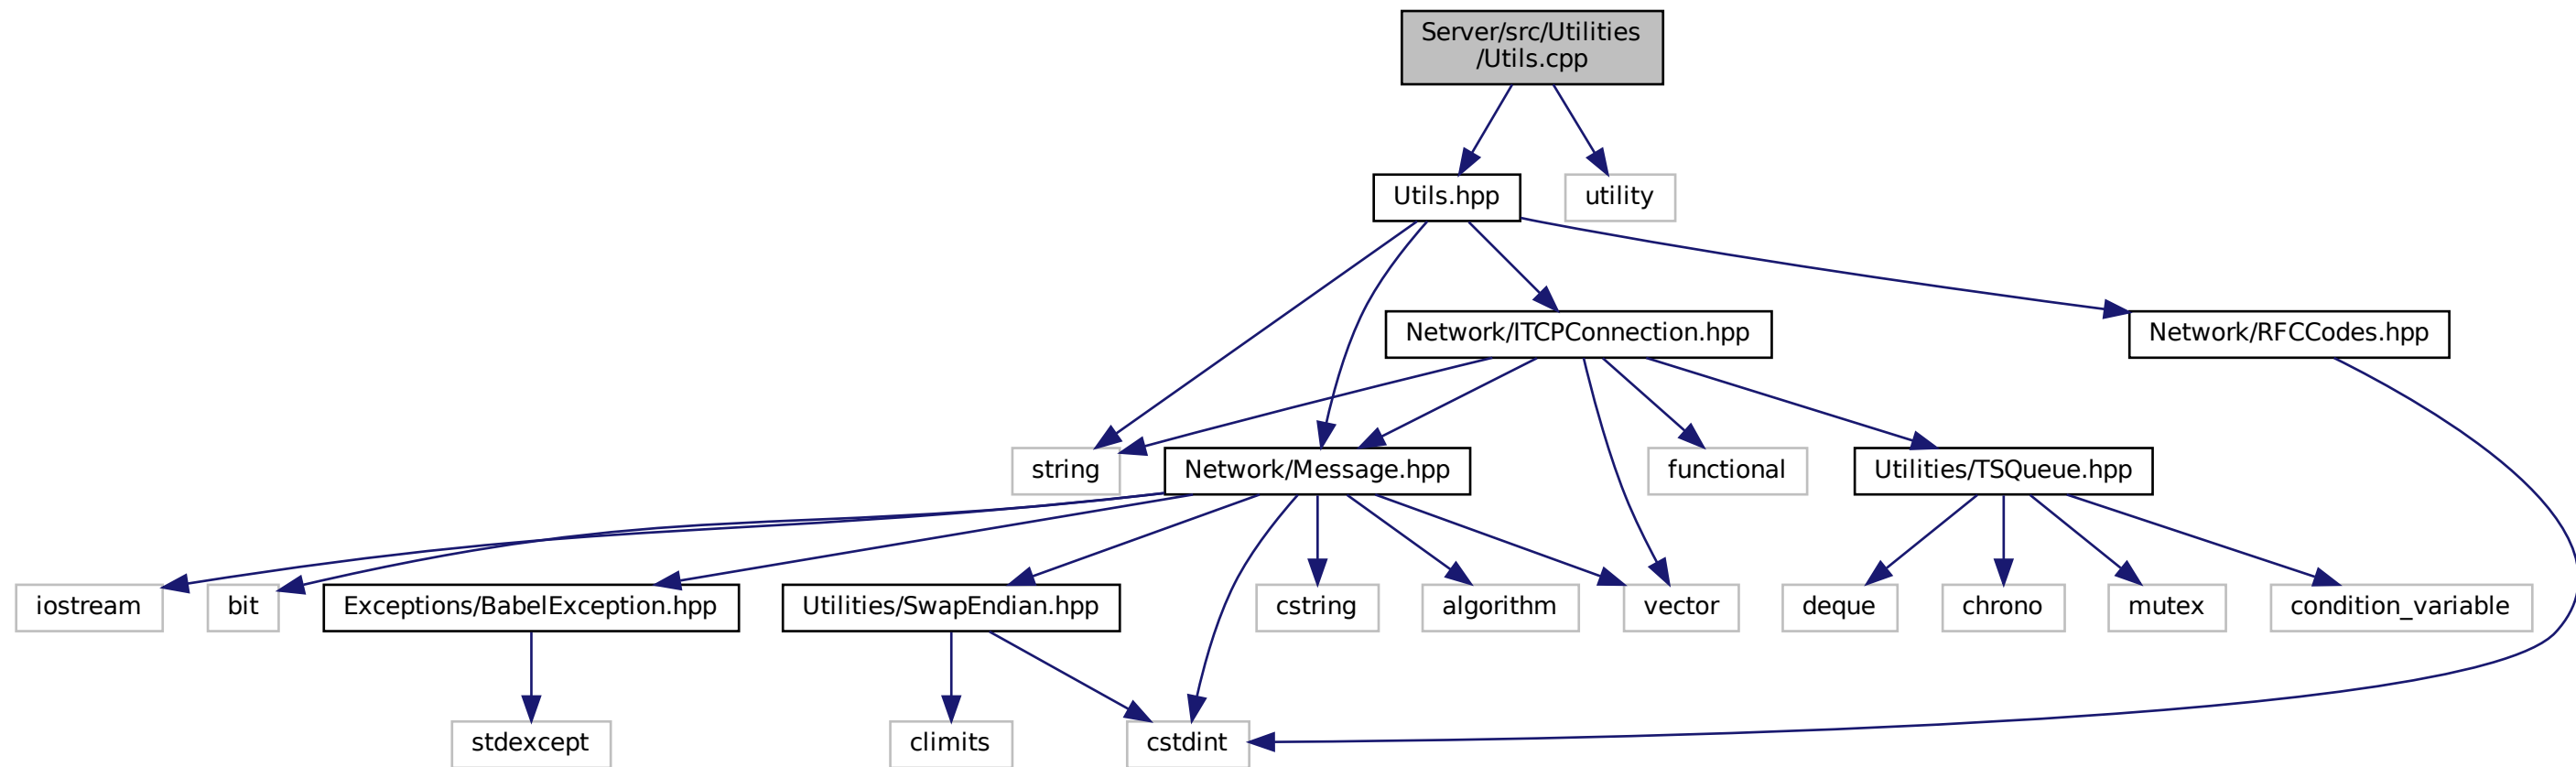 Server/src/Utilities
/Utils.cpp
Utils.hpp
utility
Network/ITCPConnection.hpp
Network/RFCCodes.hpp
string
Network/Message.hpp
functional
Utilities/TSQueue.hpp
iostream
bit
Exceptions/BabelException.hpp
Utilities/SwapEndian.hpp
cstring
algorithm
vector
deque
chrono
mutex
condition_variable
stdexcept
climits
cstdint